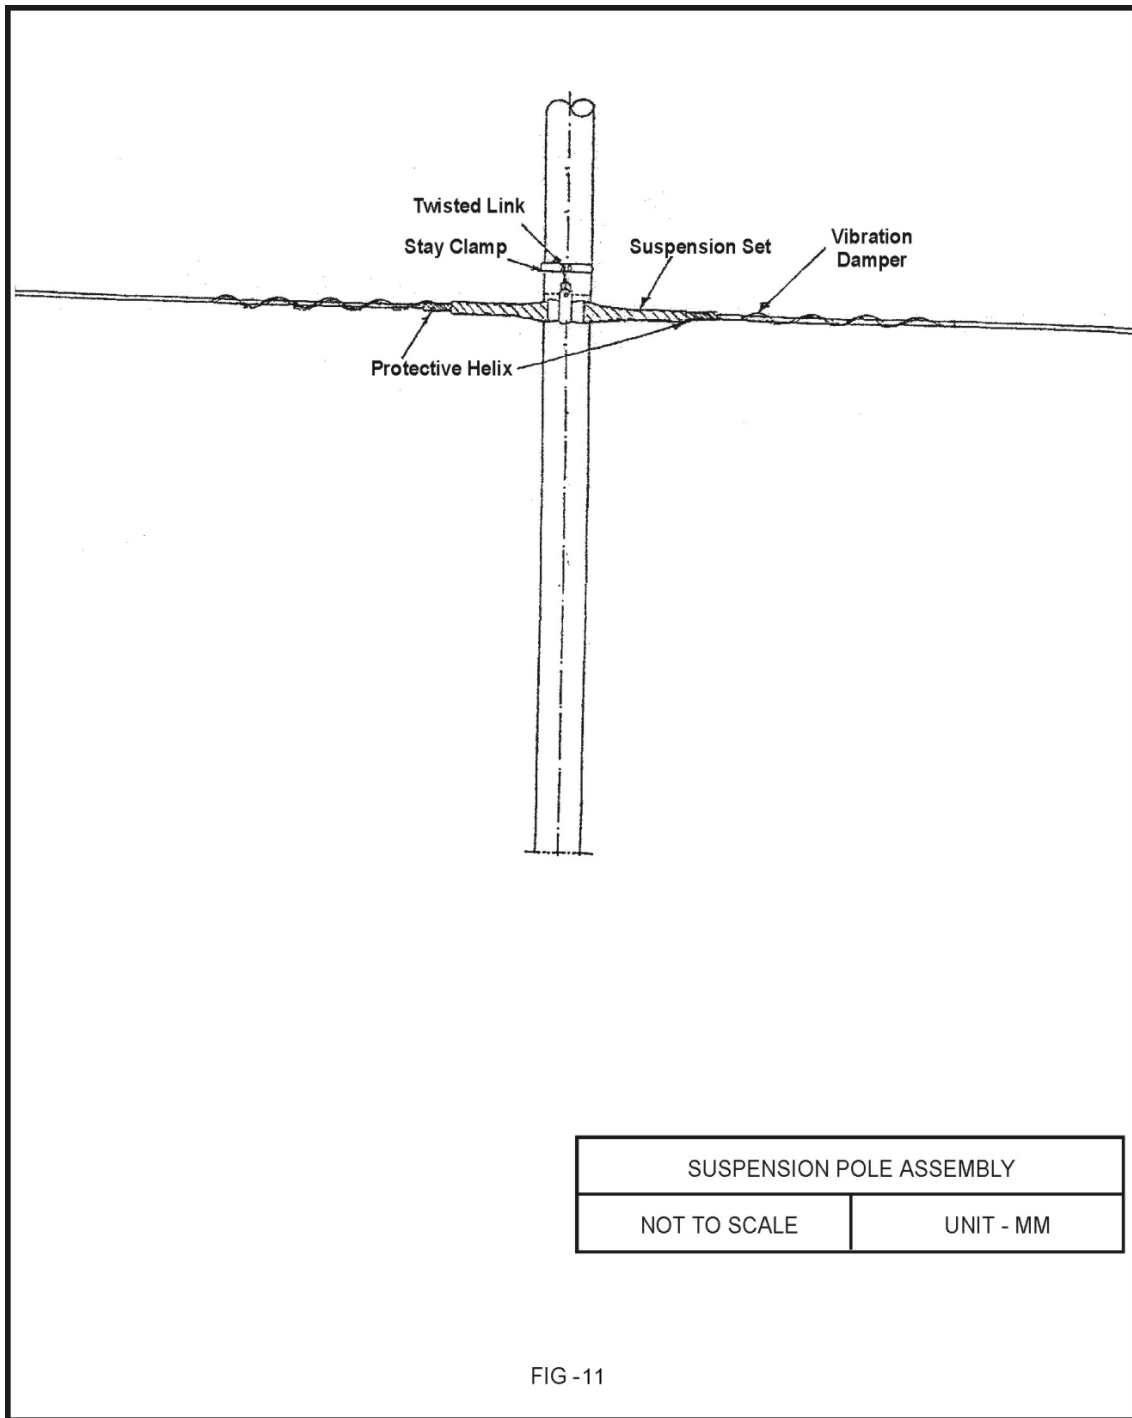 Twisted Link
Stay Clamp
Suspension Set
Vibration
Damper
Protective Helix
SUSPENSION POLE ASSEMBLY
NOT TO SCALE
UNIT - MM
FIG -11